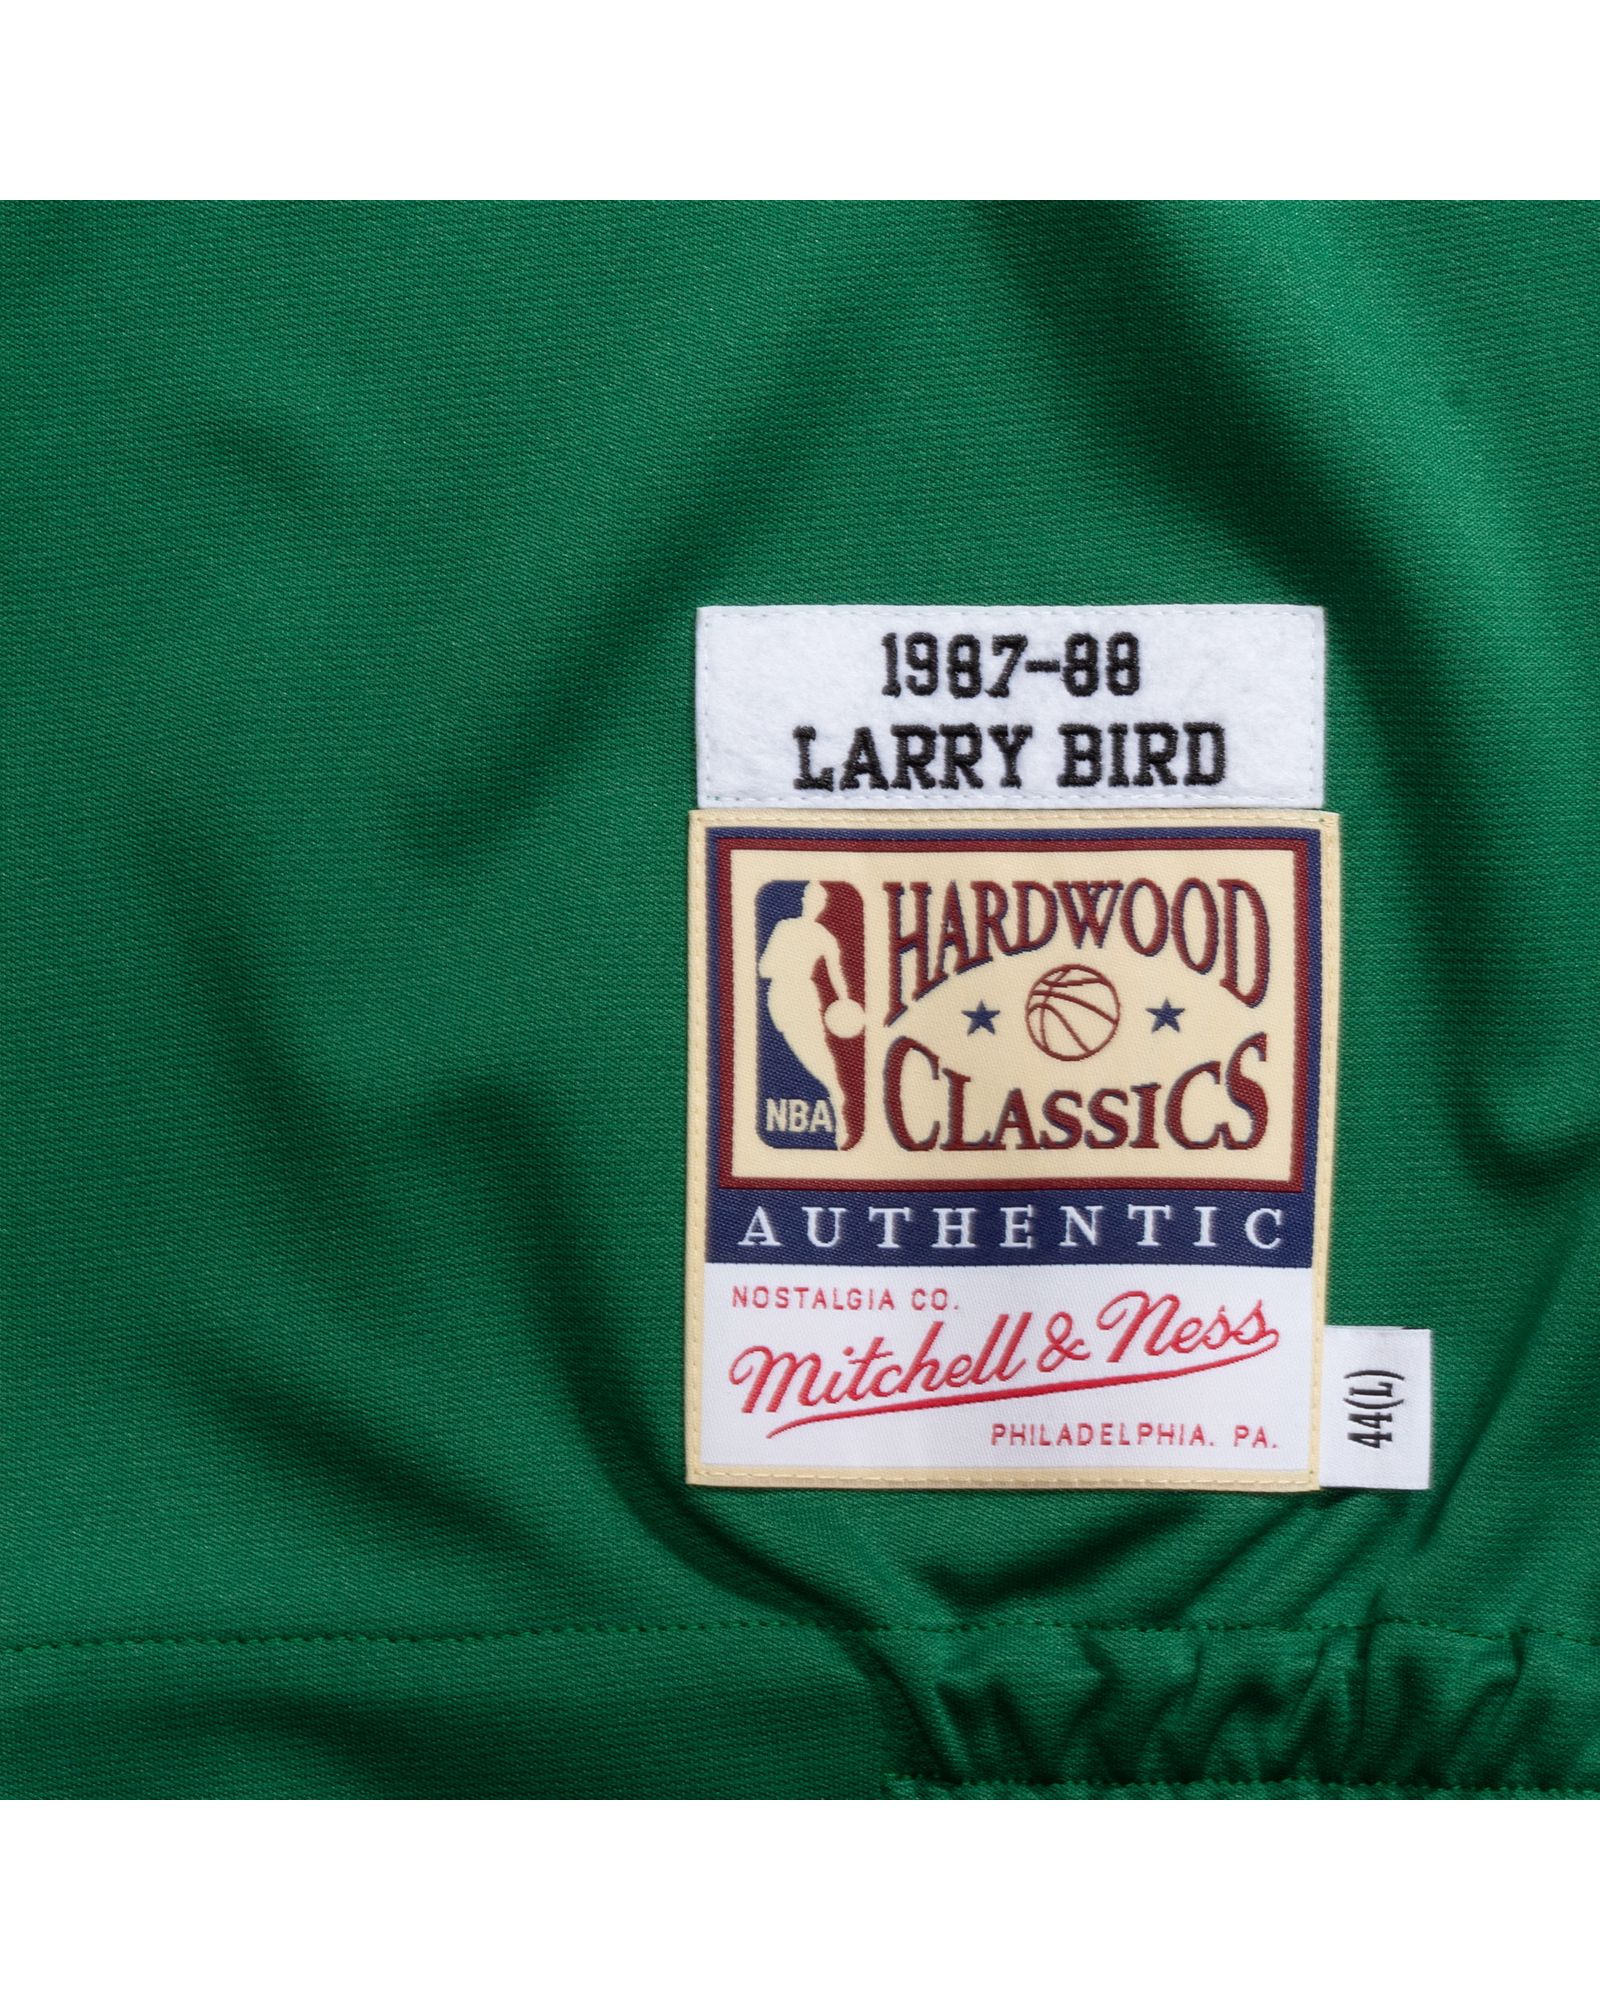 1987-88
LARRY BIRD
HARDWOOD
CLASSICS
NBA
AUTHENTIC
NOSTALGIA CO.
Mitchell & Ness
PHILADELPHIA, PA.
44(L)